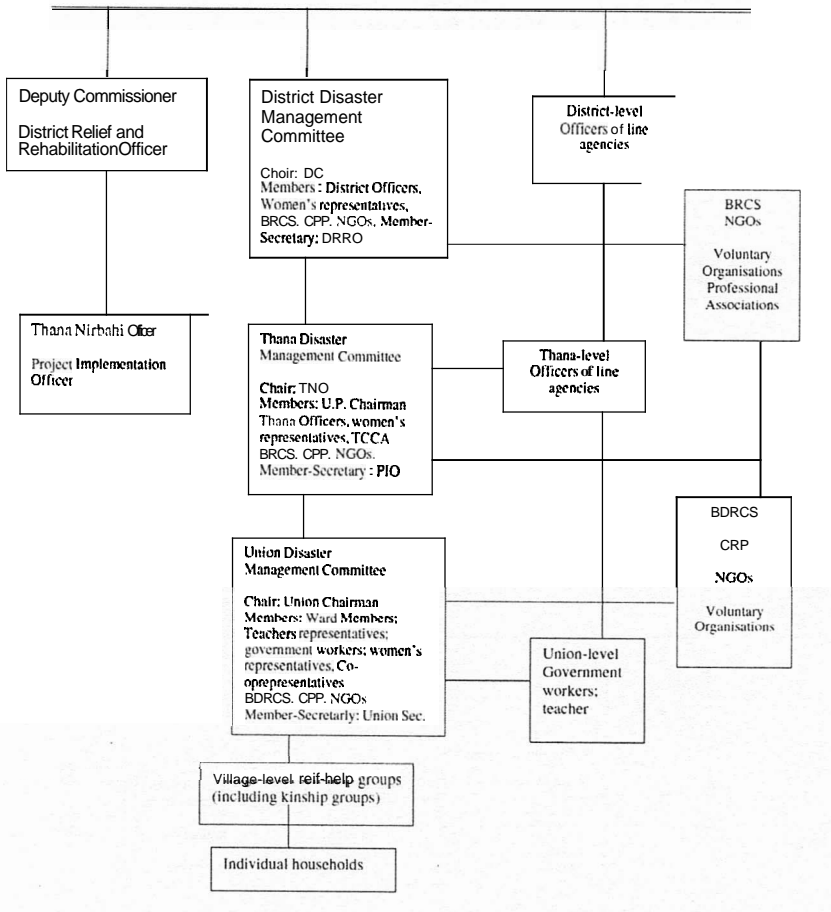 Deputy Commissioner
District Relief and
RehabilitationOfficer
District Disaster
Management
Committee
Choir: DC
Members : District Officers,
Women's representatives,
BRCS. CPP. NGOs, Member-
Secretary: DRRO
District-level
Officers of line
agencies
BRCS
NGOs
Voluntary
Organisations
Professional
Associations
Thana Nirbahi Oficer
Project Implementation
Officer
Thana Disaster
Management Committee
Chair: TNO
Members: U.P. Chairman
Thana Officers, women's
representatives, TCCA
BRCS. CPP. NGOs.
Member-Secretary : PIO
Thana-level
Officers of line
agencies
BDRCS
CRP
NGOs
Voluntary
Organisations
Union Disaster
Management Committee
Chair: Union Chairman
Members: Ward Members;
Teachers representatives;
government workers; women's
representatives, Co-
oprepresentatives
BDRCS. CPP. NGOs
Member-Secretarly: Union Sec.
Union-level
Government
workers;
teacher
Village-level reif-help groups
(including kinship groups)
Individual households